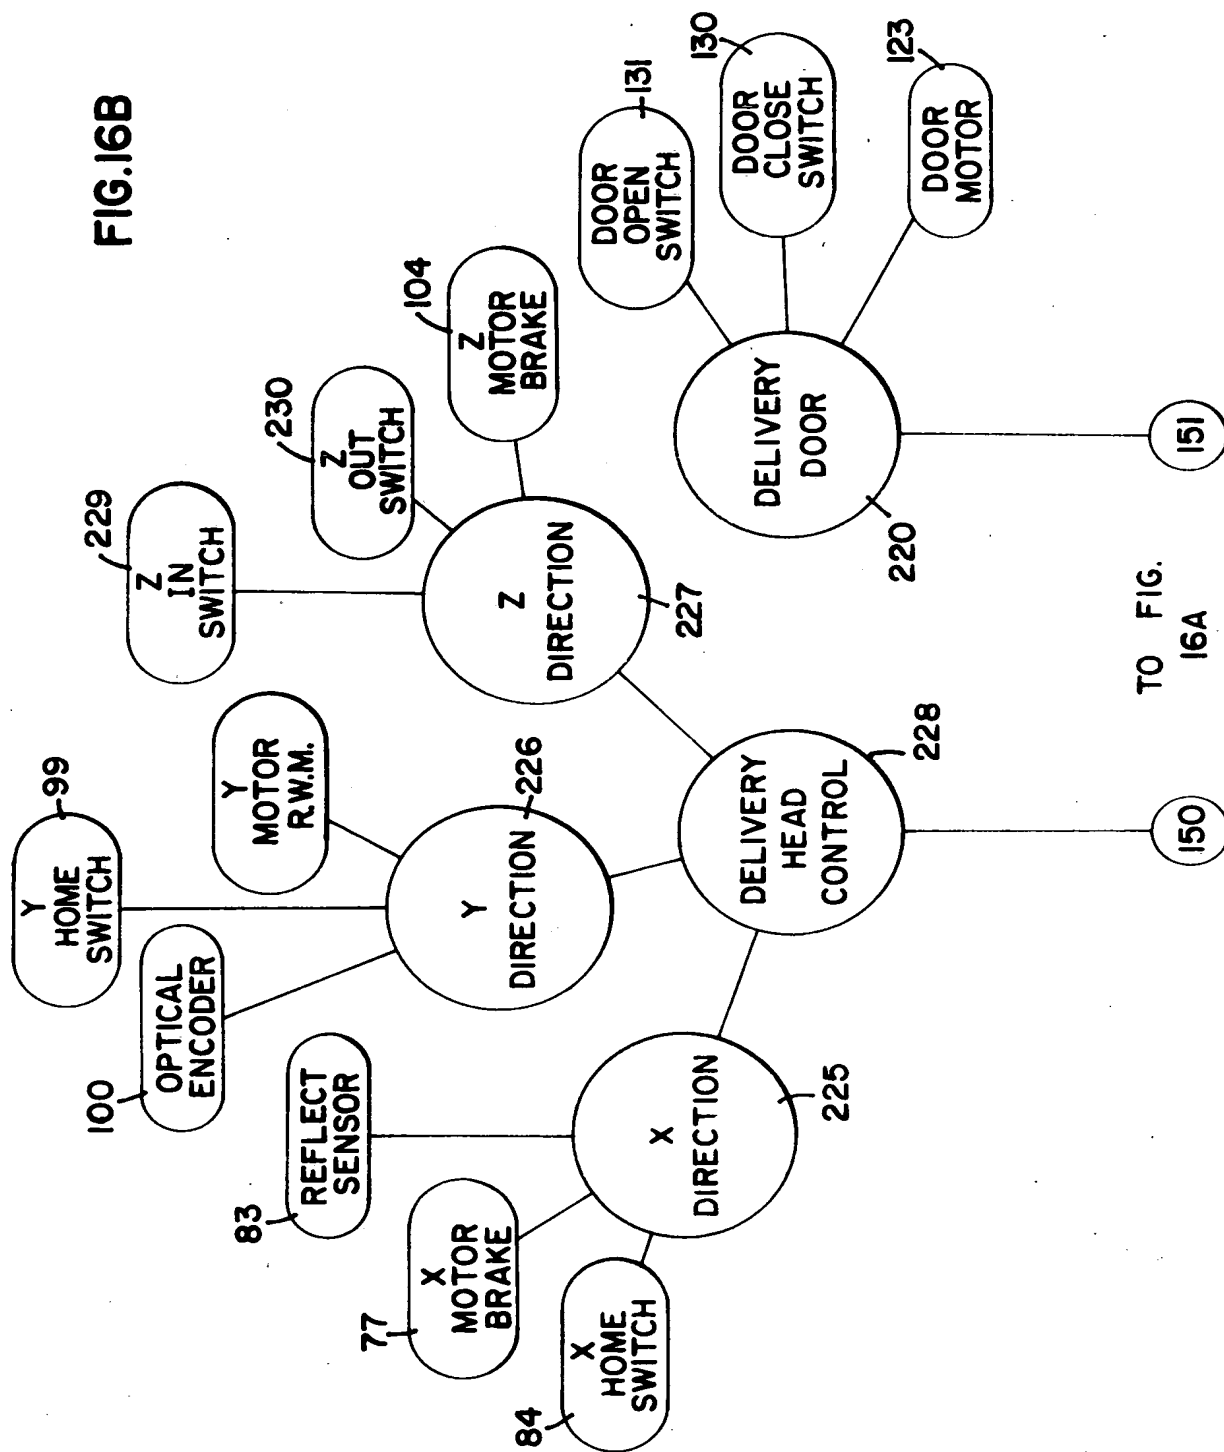 FIG.16B
99
Y
HOME
SWITCH
100
OPTICAL
ENCODER
Y
MOTOR
R.W.M.
229
Z
IN
SWITCH
230
Z
OUT
SWITCH
104
Z
MOTOR
BRAKE
83
REFLECT
SENSOR
77
X
MOTOR
BRAKE
84
X
HOME
SWITCH
Y
DIRECTION
226
Z
DIRECTION
227
X
DIRECTION
225
DELIVERY
HEAD
CONTROL
228
131
DOOR
OPEN
SWITCH
130
DOOR
CLOSE
SWITCH
123
DOOR
MOTOR
DELIVERY
DOOR
220
150
151
TO FIG.
16A